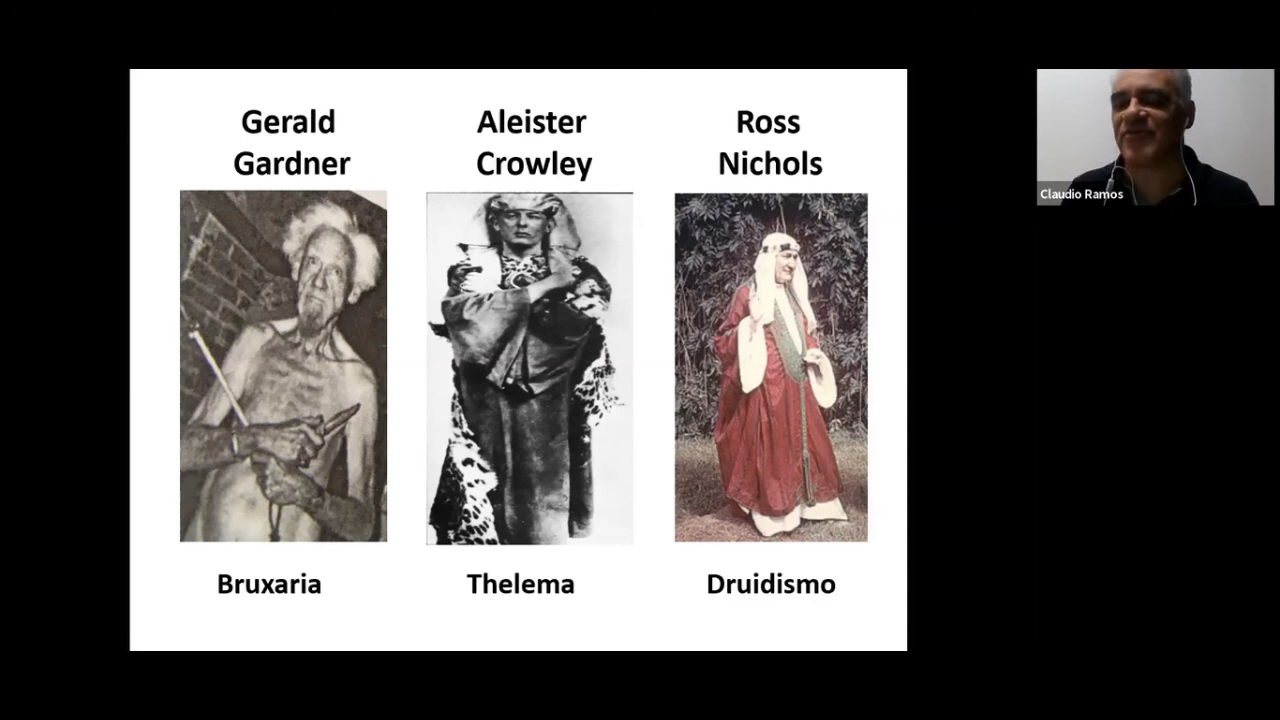 Gerald
Gardner
Aleister
Crowley
Ross
Nichols
Bruxaria
Thelema
Druidismo
Claudio Ramos